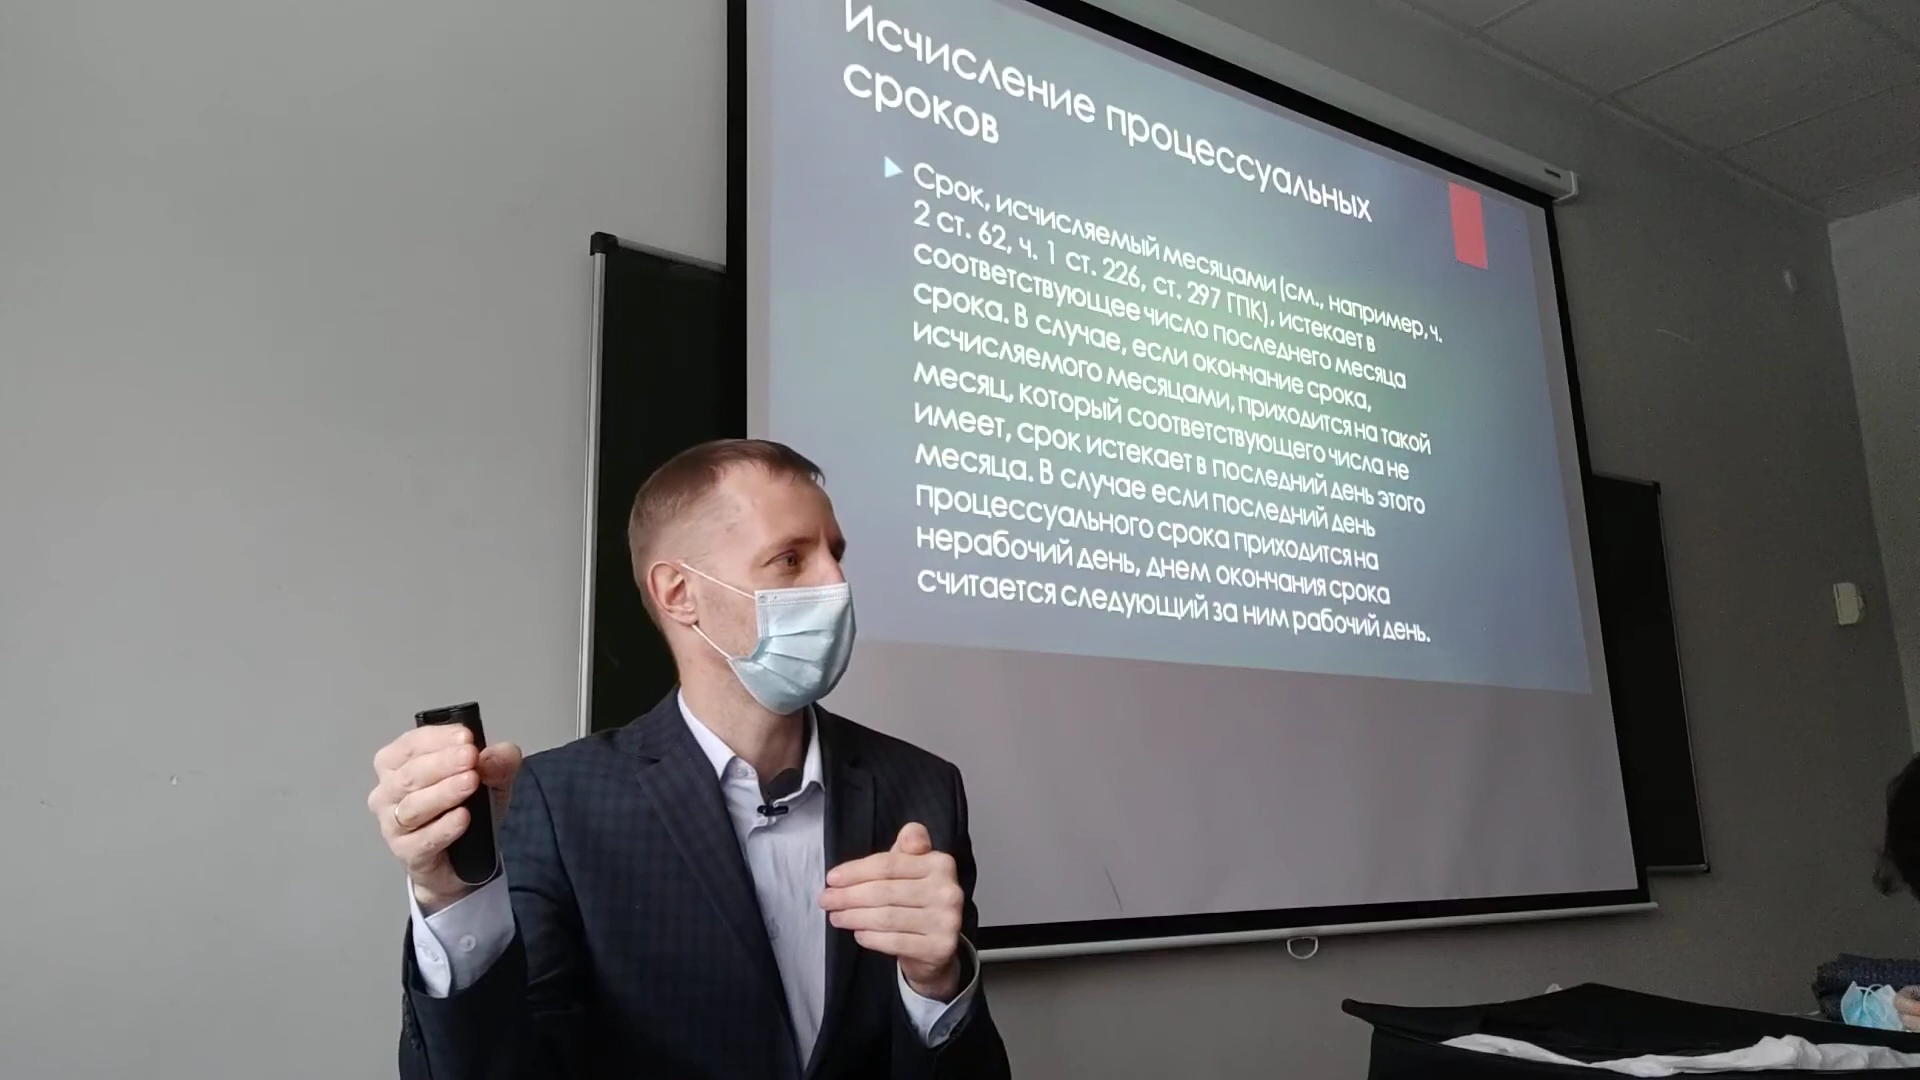 Исчисление процессуальных
сроков
Срок, исчисляемый месяцами (см., например, ч.
2 ст. 62, ч. 1 ст. 226, ст. 297 ГПК), истекает в
соответствующее число последнего месяца
срока. В случае, если окончание срока,
исчисляемого месяцами, приходится на такой
месяц, который соответствующего числа не
имеет, срок истекает в последний день этого
месяца. В случае если последний день
процессуального срока приходится на
нерабочий день, днем окончания срока
считается следующий за ним рабочий день.